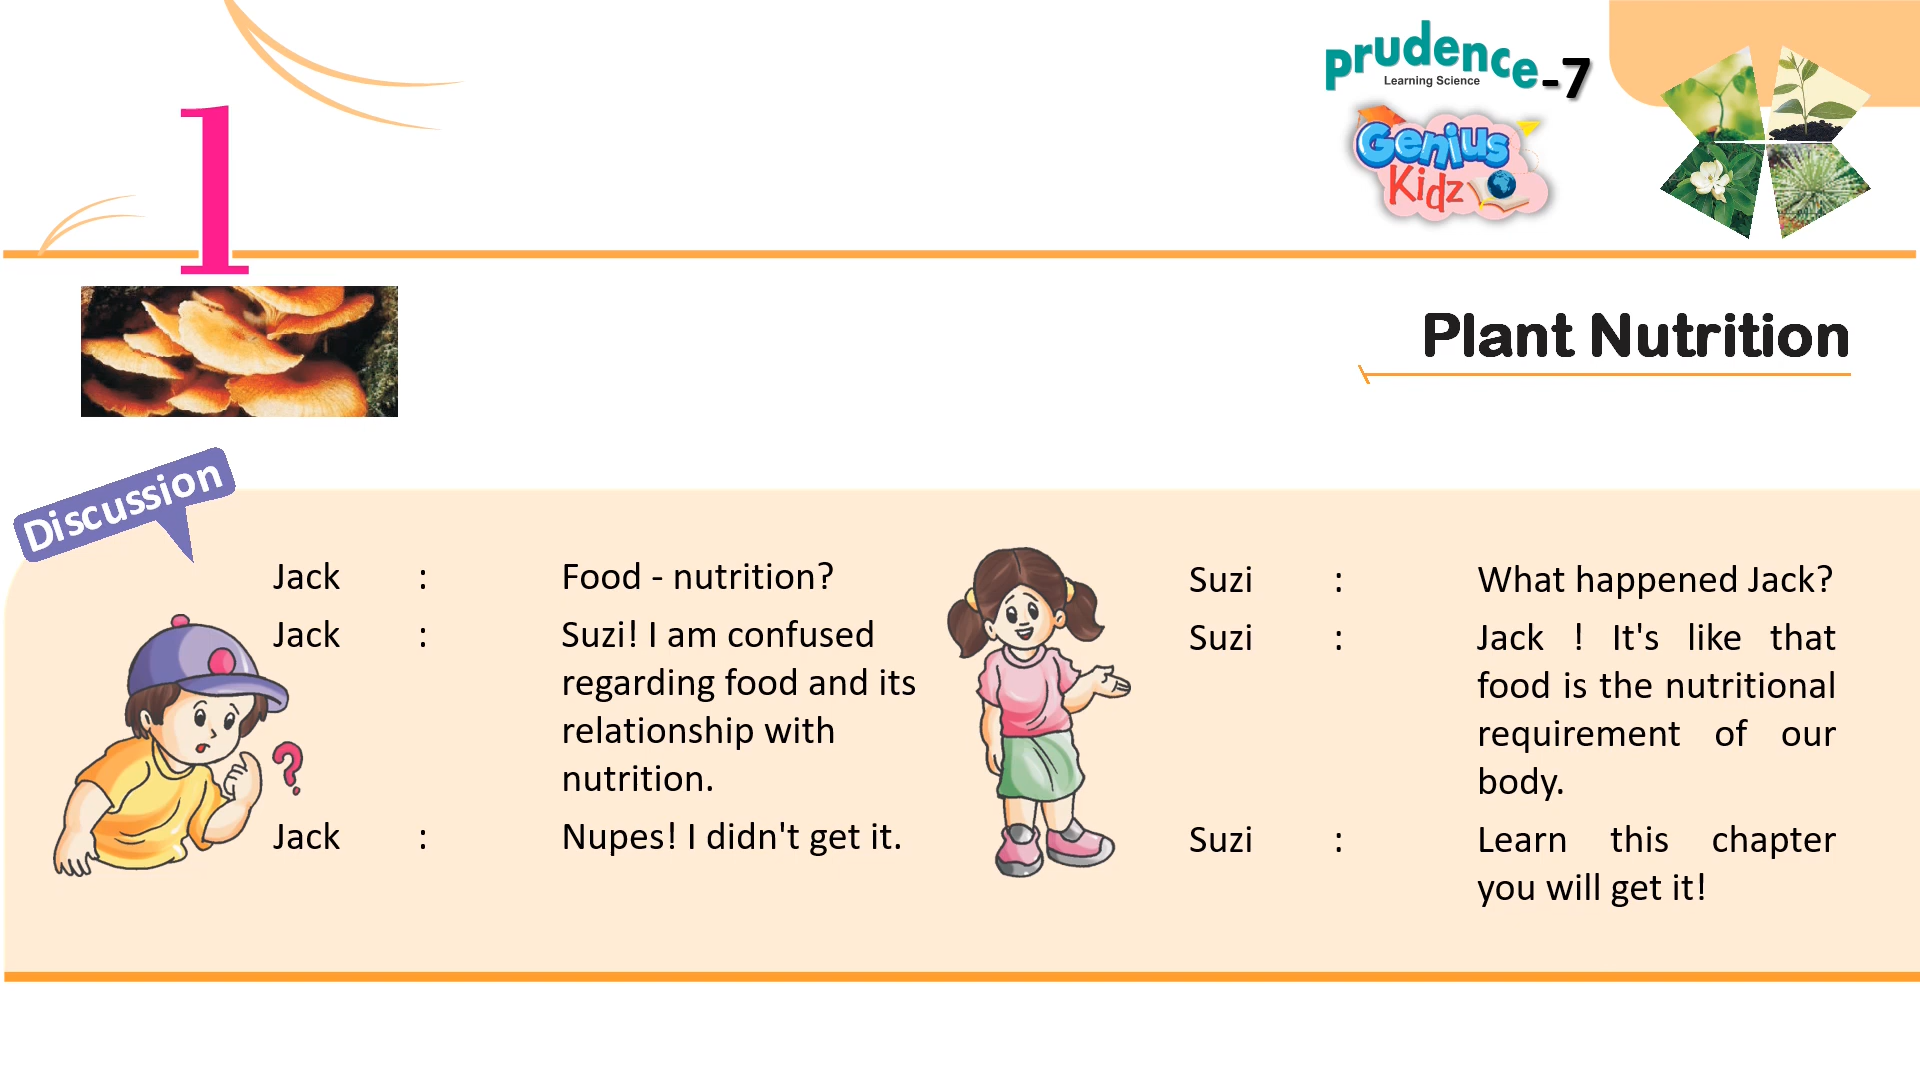 prudence-7
Learning Science
Genius
Kidz
1
Plant Nutrition
Discussion
Jack : Food - nutrition?
Jack : Suzi! I am confused
regarding food and its
relationship with
nutrition.
Jack : Nupes! I didn't get it.
?
Suzi : What happened Jack?
Suzi : Jack ! It's like that
food is the nutritional
requirement of our
body.
Suzi : Learn this chapter
you will get it!